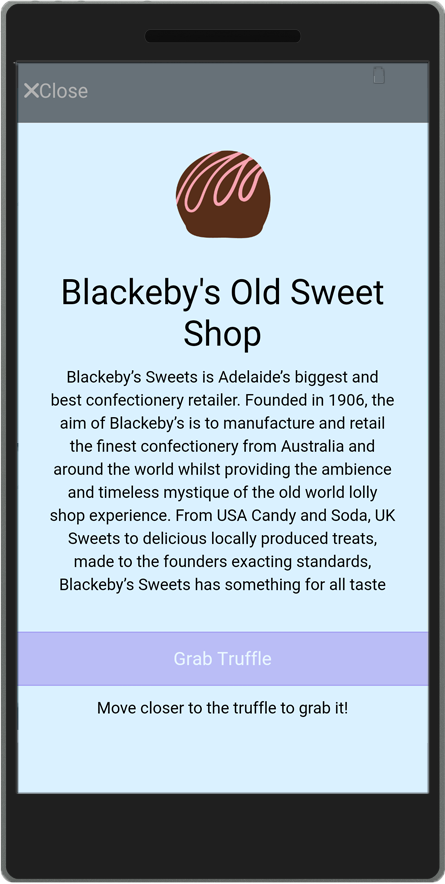 Close
Blackeby's Old Sweet
Shop
Blackeby’s Sweets is Adelaide’s biggest and
best confectionery retailer. Founded in 1906, the
aim of Blackeby’s is to manufacture and retail
the finest confectionery from Australia and
around the world whilst providing the ambience
and timeless mystique of the old world lolly
shop experience. From USA Candy and Soda, UK
Sweets to delicious locally produced treats,
made to the founders exacting standards,
Blackeby’s Sweets has something for all taste
Grab Truffle
Move closer to the truffle to grab it!